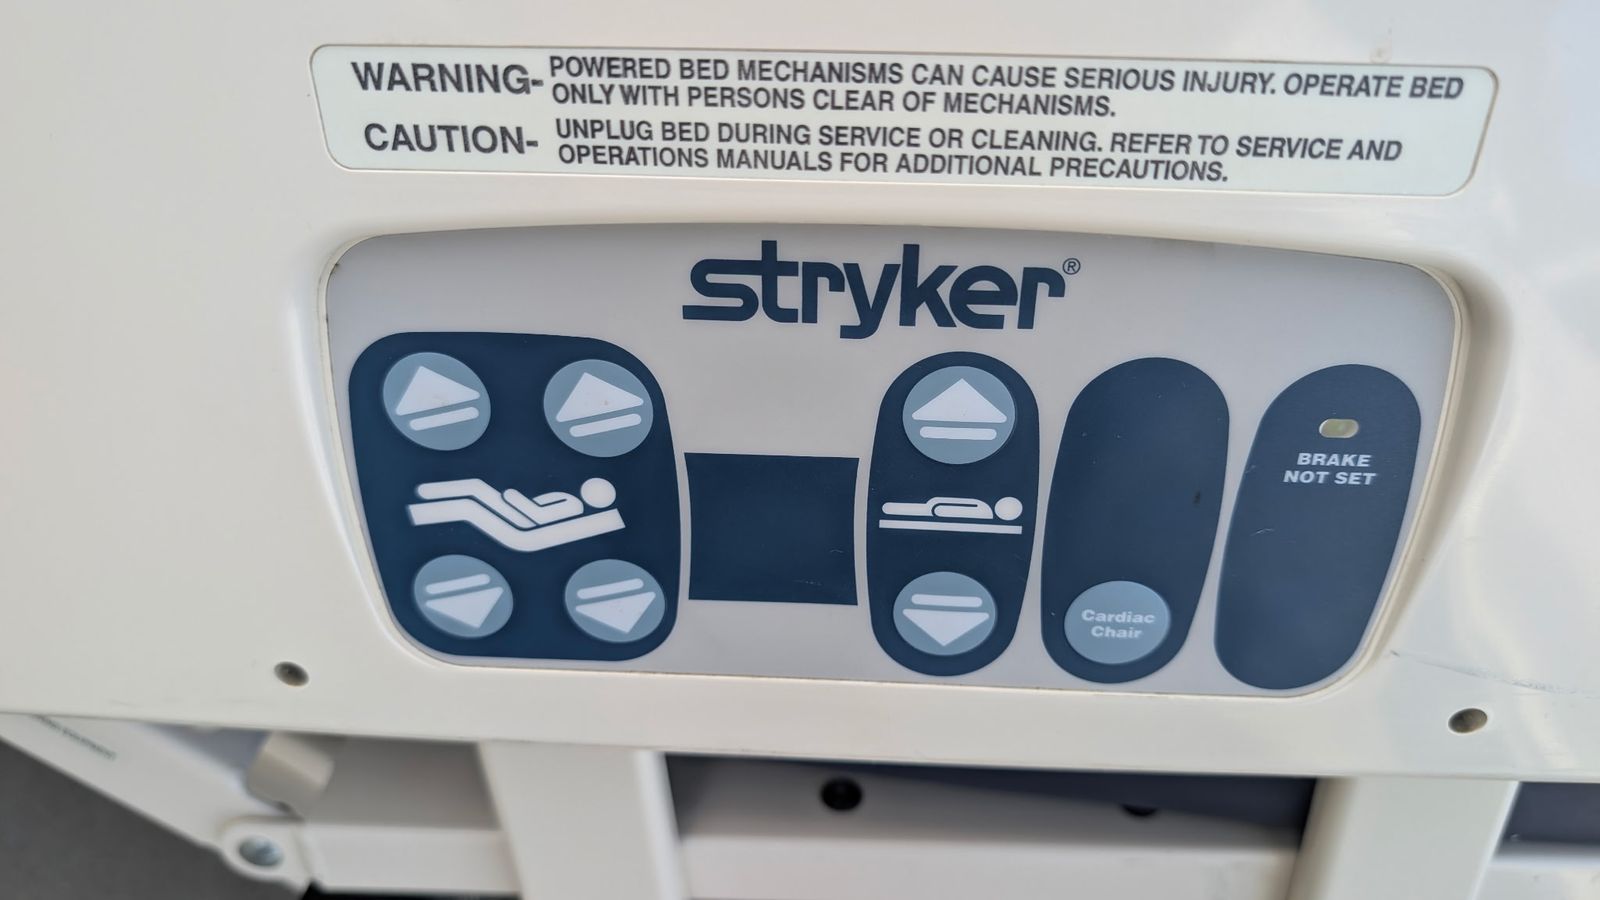 WARNING- POWERED BED MECHANISMS CAN CAUSE SERIOUS INJURY. OPERATE BED
ONLY WITH PERSONS CLEAR OF MECHANISMS.
CAUTION- UNPLUG BED DURING SERVICE OR CLEANING. REFER TO SERVICE AND
OPERATIONS MANUALS FOR ADDITIONAL PRECAUTIONS.
stryker®
BRAKE
NOT SET
Cardiac
Chair